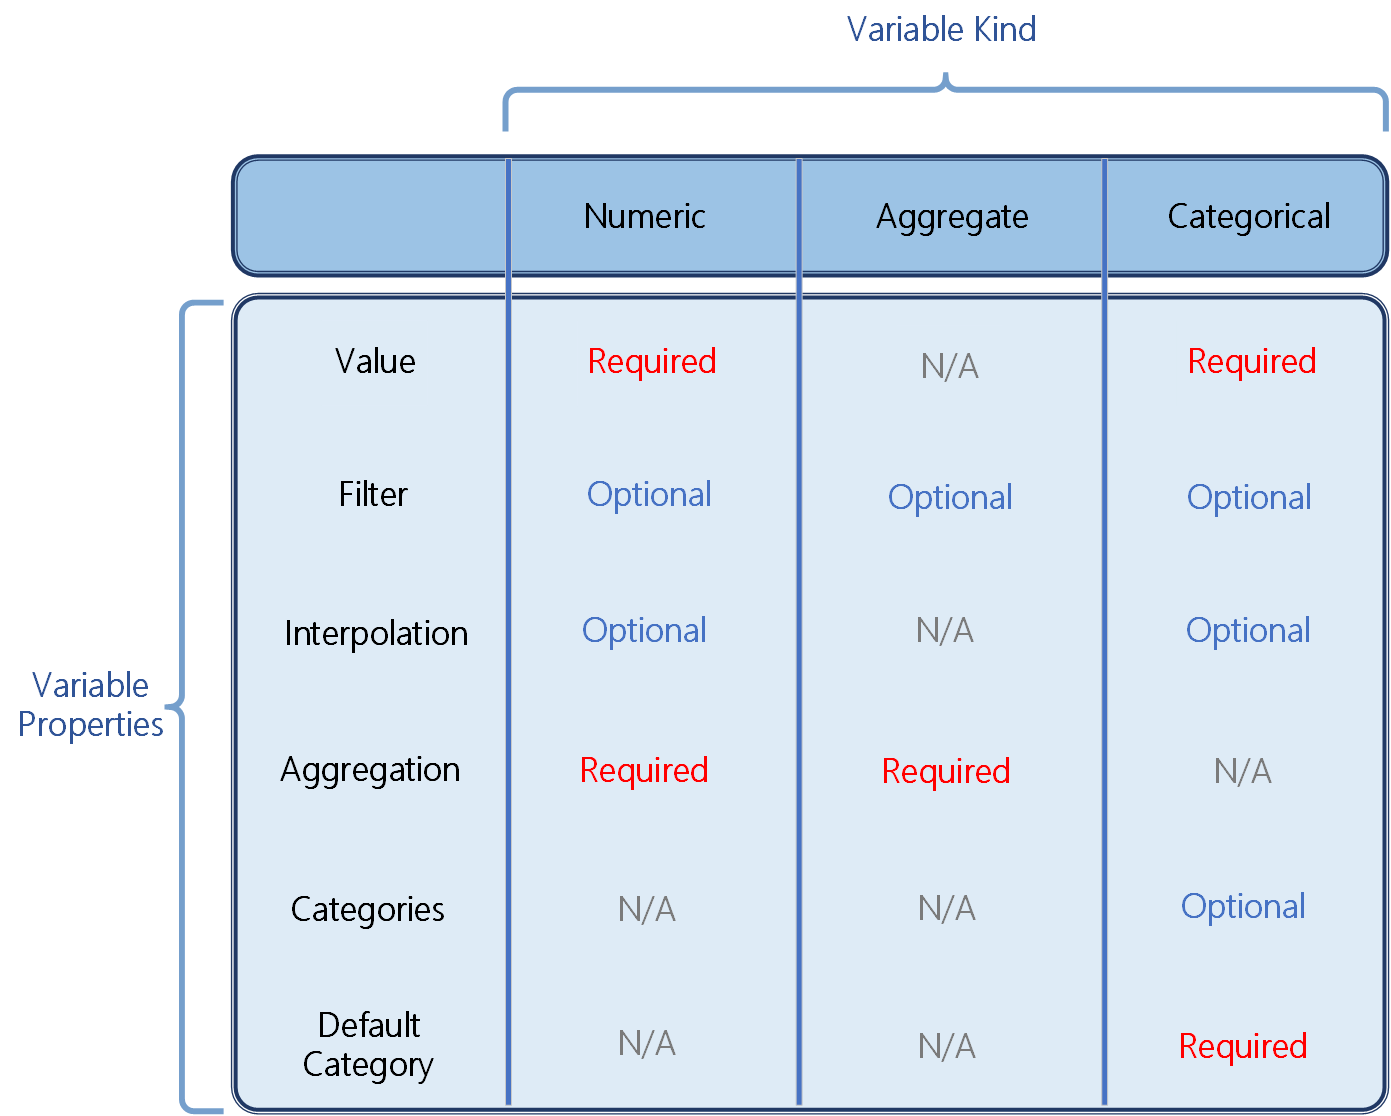 Variable Kind
Numeric Aggregate Categorical
Value Required N/A Required
Filter Optional Optional Optional
Interpolation Optional N/A Optional
Variable
Properties
Aggregation Required Required N/A
Categories N/A N/A Optional
Default
Category N/A N/A Required